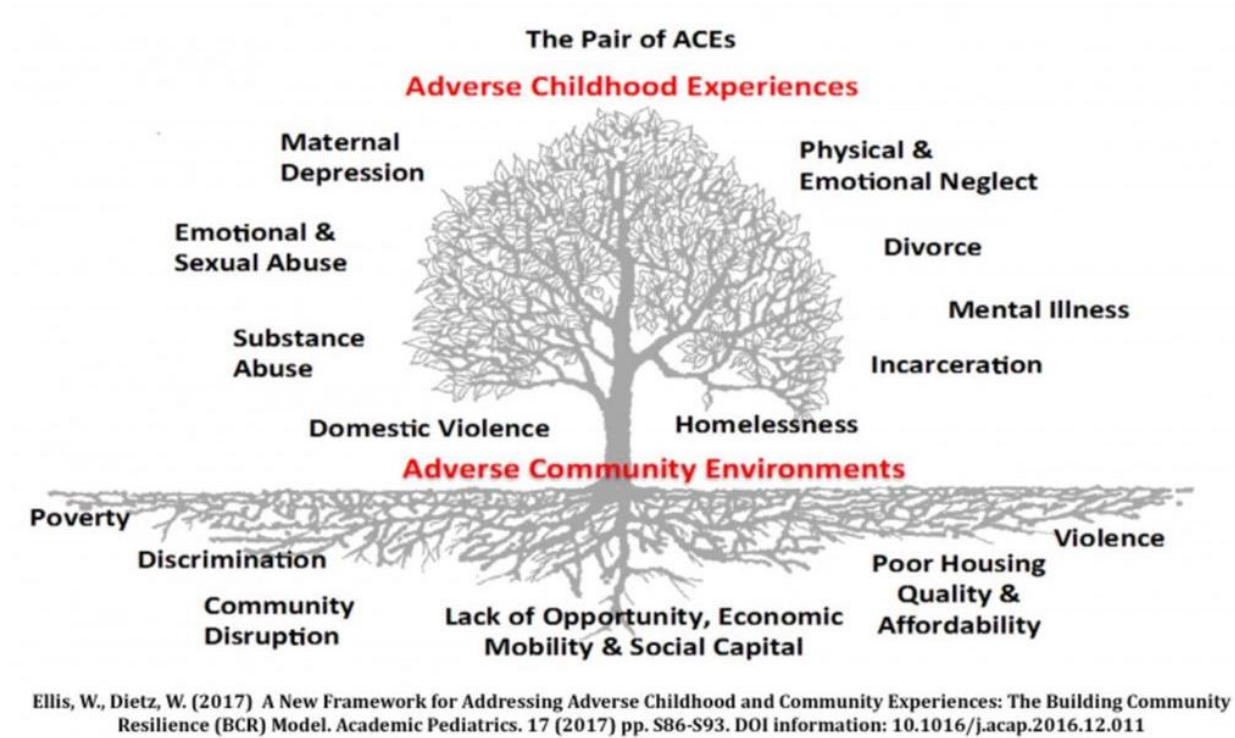 The Pair of ACEs
Adverse Childhood Experiences
Maternal
Depression
Physical &
Emotional Neglect
Emotional &
Sexual Abuse
Divorce
Mental Illness
Substance
Abuse
Incarceration
Domestic Violence
Homelessness
Adverse Community Environments
Poverty
Violence
Discrimination
Poor Housing
Quality &
Affordability
Community
Disruption
Lack of Opportunity, Economic
Mobility & Social Capital
Ellis, W., Dietz, W. (2017) A New Framework for Addressing Adverse Childhood and Community Experiences: The Building Community
Resilience (BCR) Model. Academic Pediatrics. 17 (2017) pp. S86-S93. DOI information: 10.1016/j.acap.2016.12.011